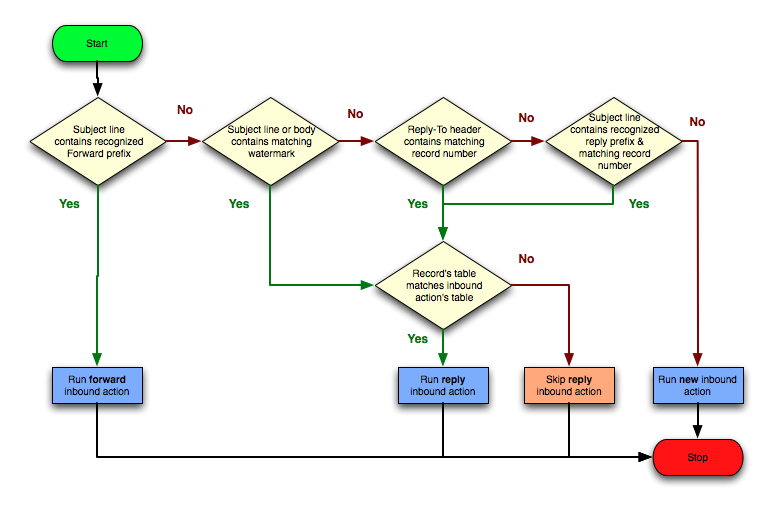 Start
Subject line
contains recognized
Forward prefix
No
Subject line or body
contains matching
watermark
No
Reply-To header
contains matching
record number
No
Subject line
contains recognized
reply prefix &
matching record
number
No
Yes
Yes
Yes
Yes
Record's table
matches inbound
action's table
No
Yes
Run forward
inbound action
Run reply
inbound action
Skip reply
inbound action
Run new inbound
action
Stop